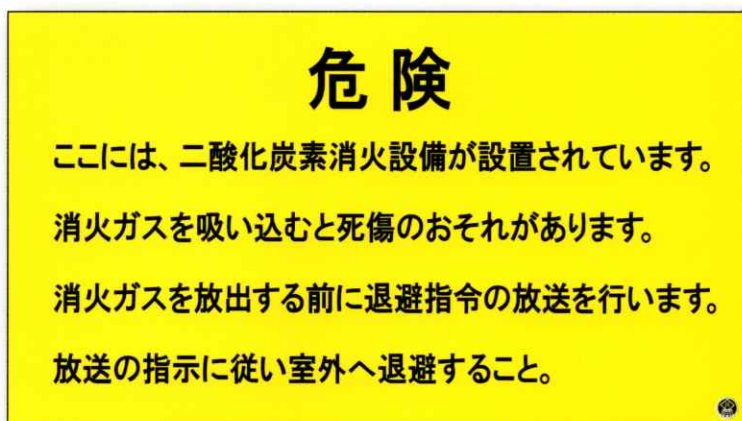 危険
ここには、二酸化炭素消火設備が設置されています。
消火ガスを吸い込むと死傷のおそれがあります。
消火ガスを放出する前に退避指令の放送を行います。
放送の指示に従い室外へ退避すること。